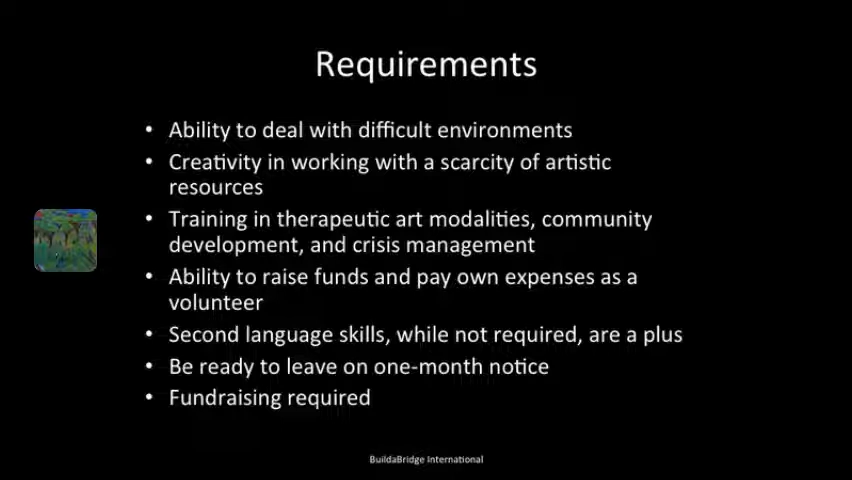 Requirements
• Ability to deal with difficult environments
• Creativity in working with a scarcity of artistic
resources
• Training in therapeutic art modalities, community
development, and crisis management
• Ability to raise funds and pay own expenses as a
volunteer
• Second language skills, while not required, are a plus
• Be ready to leave on one-month notice
• Fundraising required
BuildaBridge International